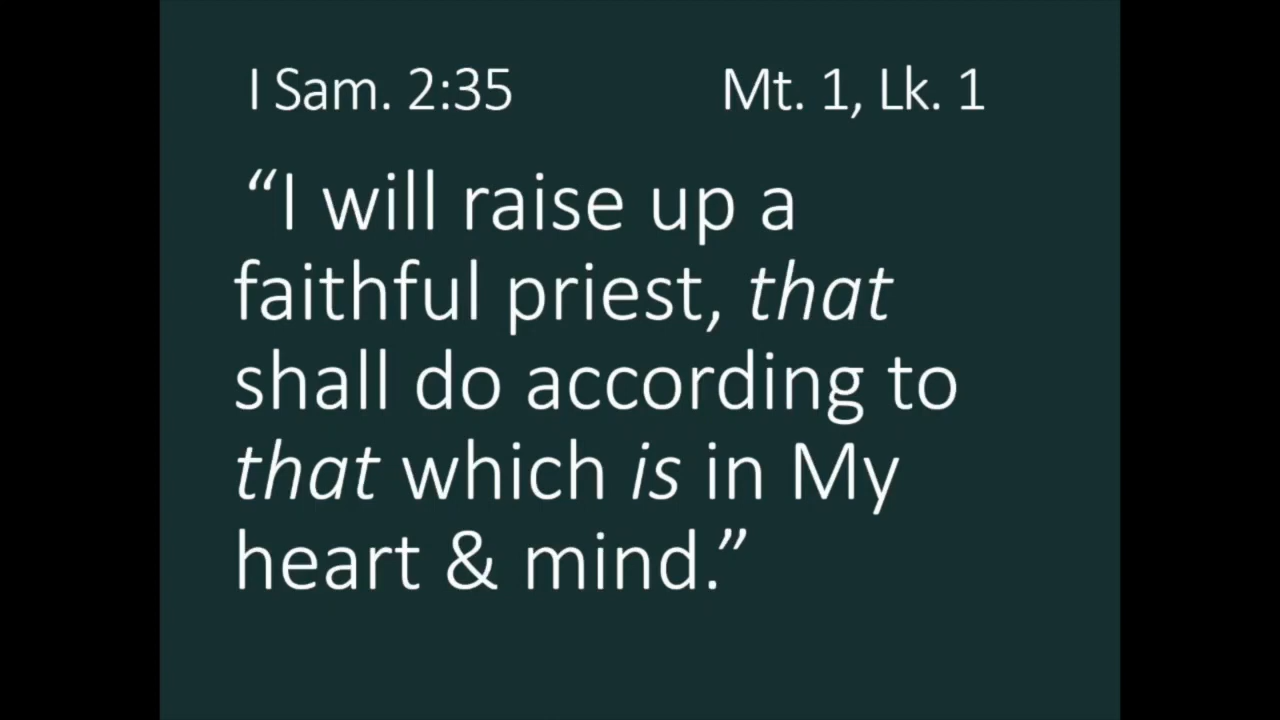 I Sam. 2:35 Mt. 1, Lk. 1
“I will raise up a
faithful priest, that
shall do according to
that which is in My
heart & mind.”